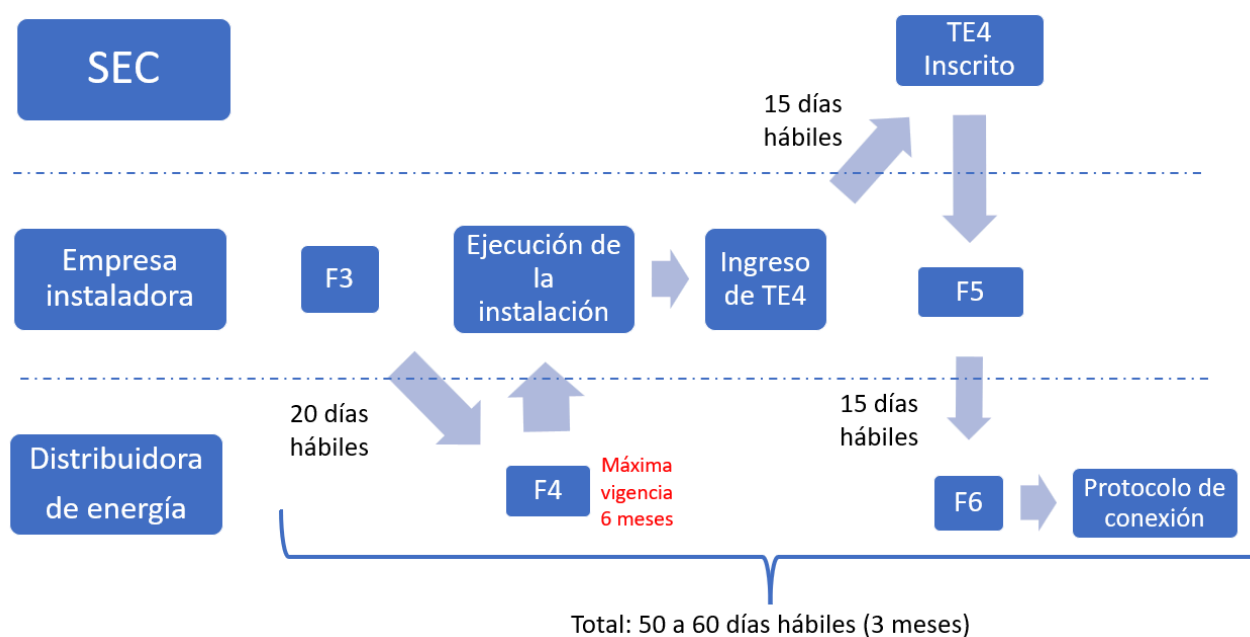 SEC
TE4
Inscrito
15 días
hábiles
Empresa
instaladora
F3
Ejecución de
la
instalación
Ingreso
de TE4
F5
20 días
hábiles
15 días
hábiles
Distribuidora
de energía
F4
Máxima
vigencia
6 meses
F6
Protocolo de
conexión
Total: 50 a 60 días hábiles (3 meses)